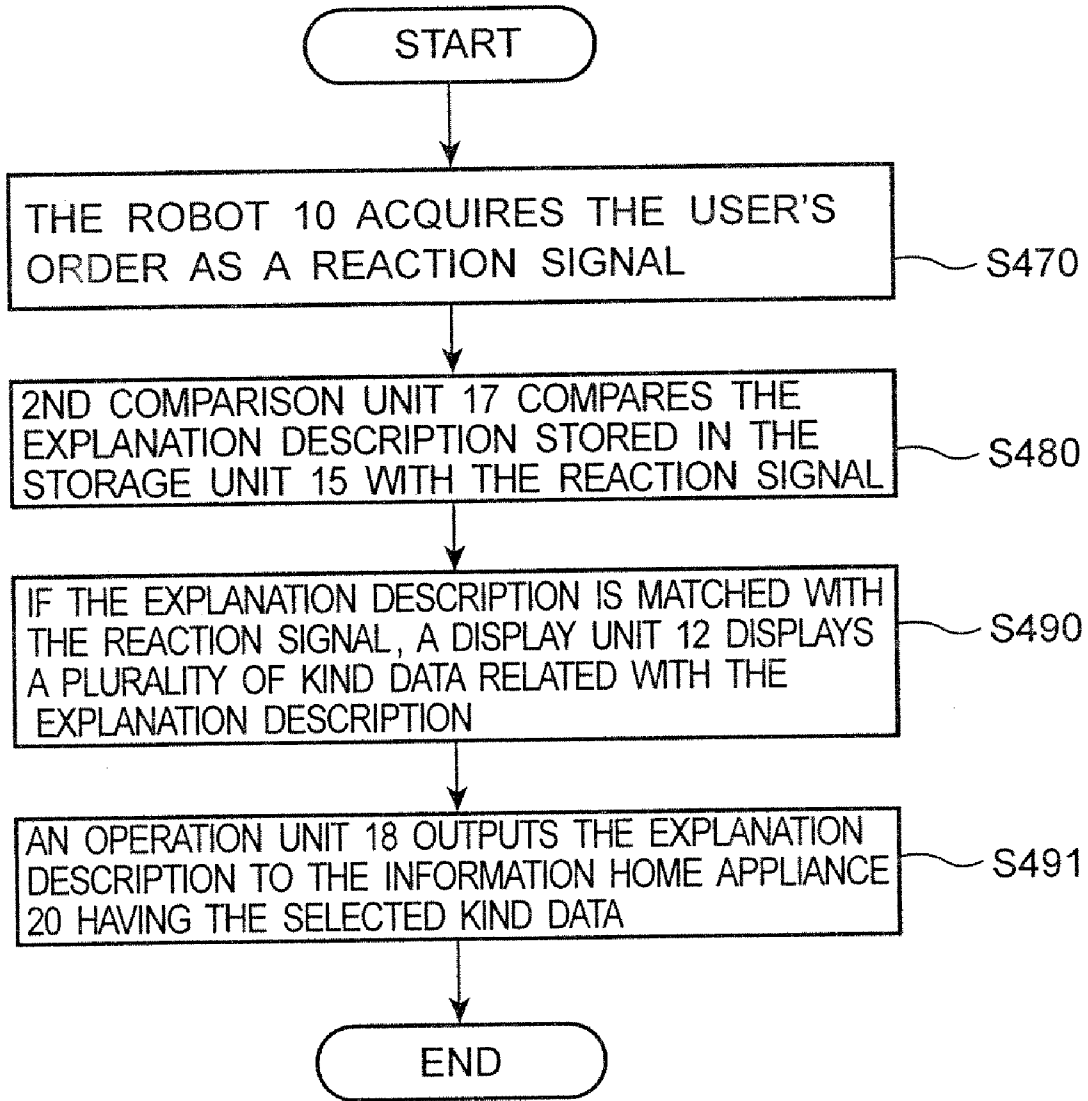 START
THE ROBOT 10 ACQUIRES THE USER'S
ORDER AS A REACTION SIGNAL
S470
2ND COMPARISON UNIT 17 COMPARES THE
EXPLANATION DESCRIPTION STORED IN THE
STORAGE UNIT 15 WITH THE REACTION SIGNAL
S480
IF THE EXPLANATION DESCRIPTION IS MATCHED WITH
THE REACTION SIGNAL, A DISPLAY UNIT 12 DISPLAYS
A PLURALITY OF KIND DATA RELATED WITH THE
EXPLANATION DESCRIPTION
S490
AN OPERATION UNIT 18 OUTPUTS THE EXPLANATION
DESCRIPTION TO THE INFORMATION HOME APPLIANCE
20 HAVING THE SELECTED KIND DATA
S491
END